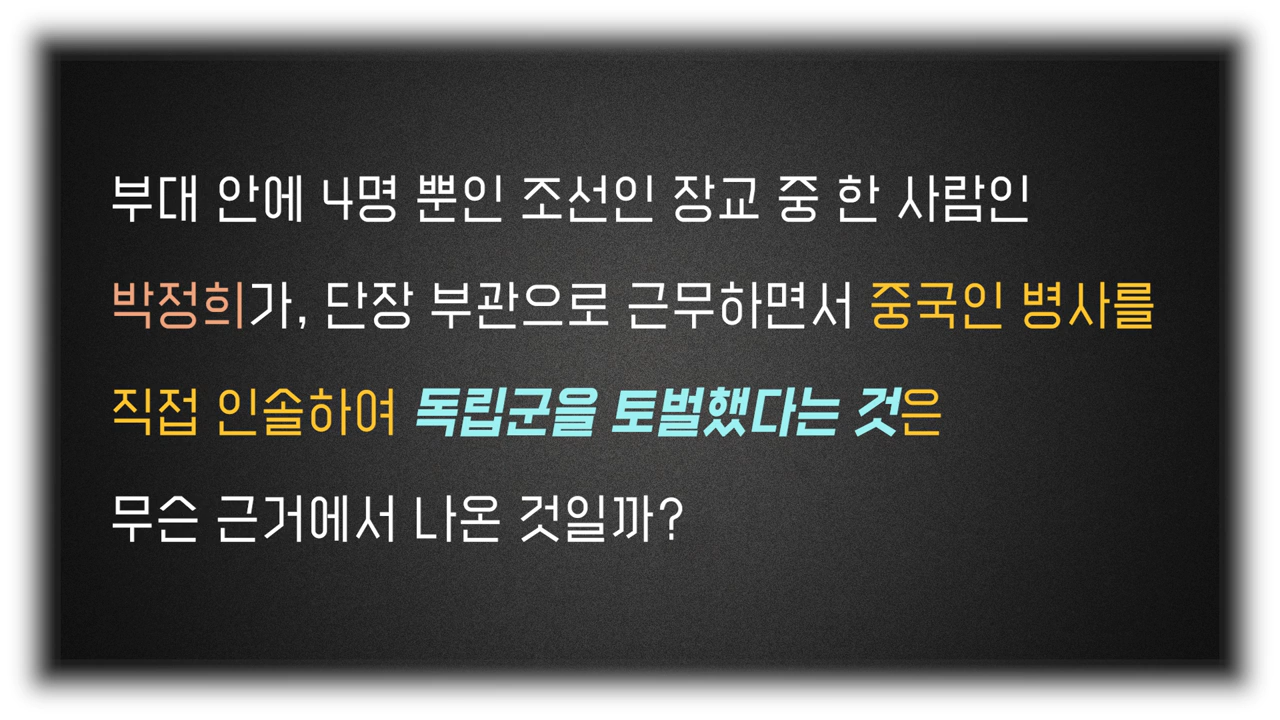 부대 안에 4명 뿐인 조선인 장교 중 한 사람인
박정희가, 단장 부관으로 근무하면서 중국인 병사를
직접 인솔하여 독립군을 토벌했다는 것은
무슨 근거에서 나온 것일까?